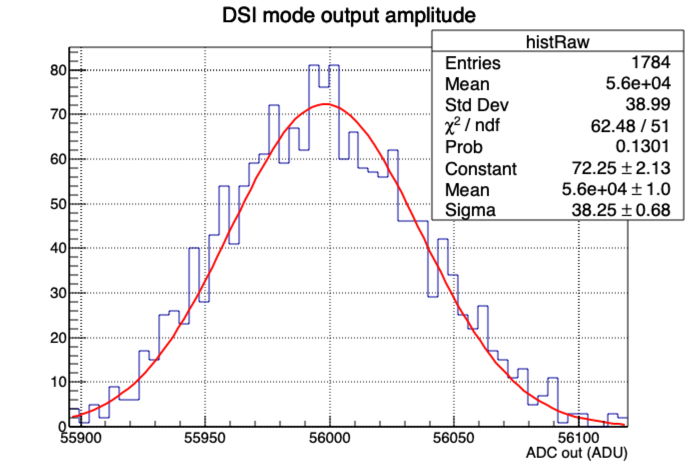 DSI mode output amplitude
histRaw
Entries 1784
Mean 5.6e+04
Std Dev 38.99
χ² / ndf 62.48 / 51
Prob 0.1301
Constant 72.25 ± 2.13
Mean 5.6e+04 ± 1.0
Sigma 38.25 ± 0.68
80
70
60
50
40
30
20
10
0
55900 55950 56000 56050 56100
ADC out (ADU)